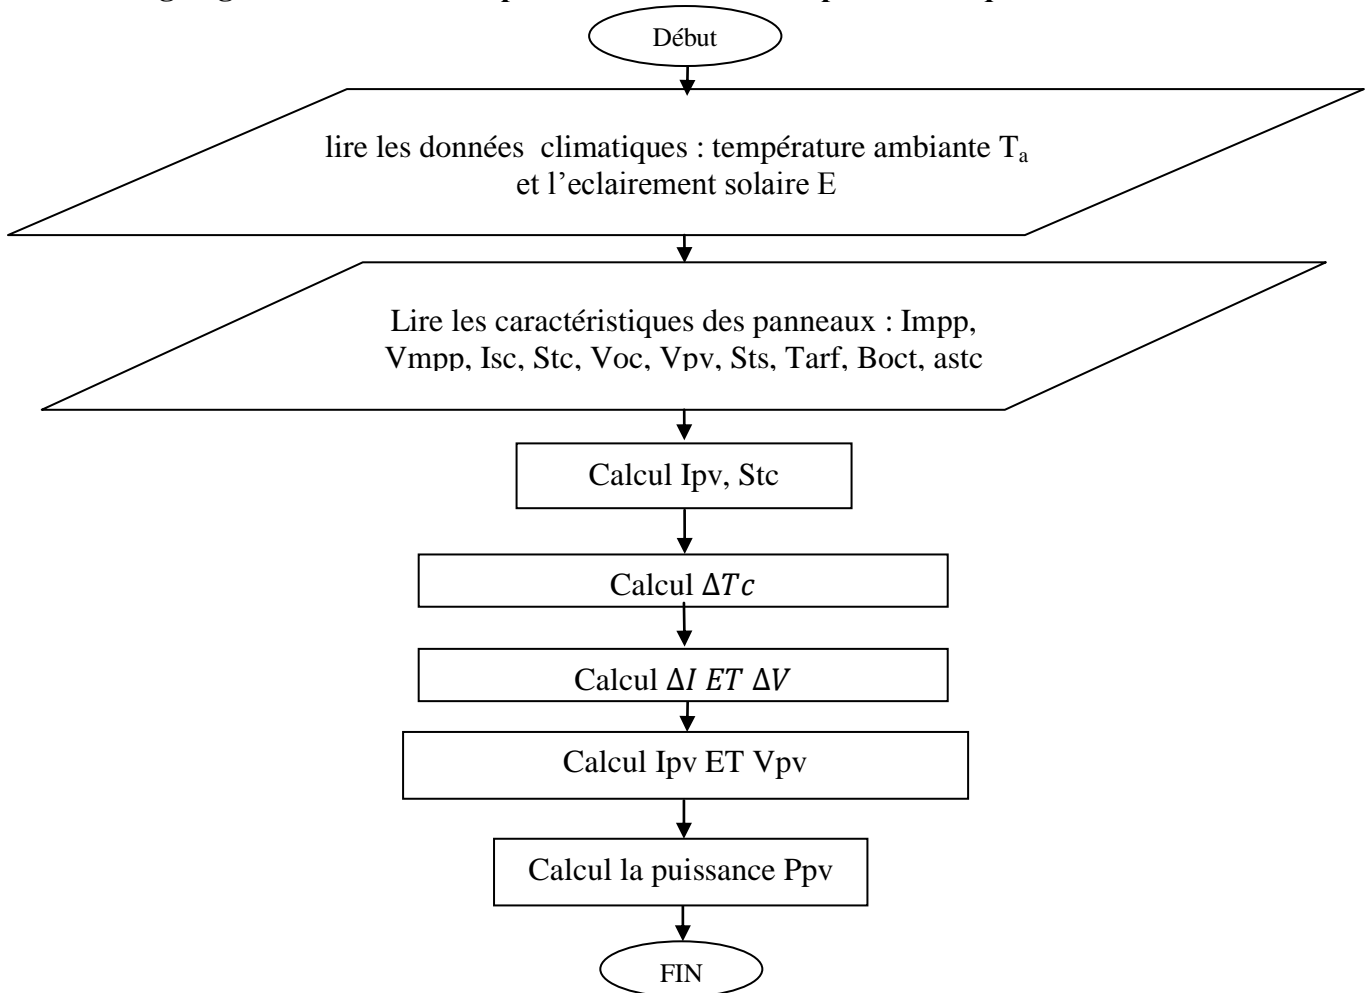 Début
lire les données climatiques : température ambiante Ta
et l’eclairement solaire E
Lire les caractéristiques des panneaux : Impp,
Vmpp, Isc, Stc, Voc, Vpv, Sts, Tarf, Boct, astc
Calcul Ipv, Stc
Calcul ΔTc
Calcul ΔI ET ΔV
Calcul Ipv ET Vpv
Calcul la puissance Ppv
FIN